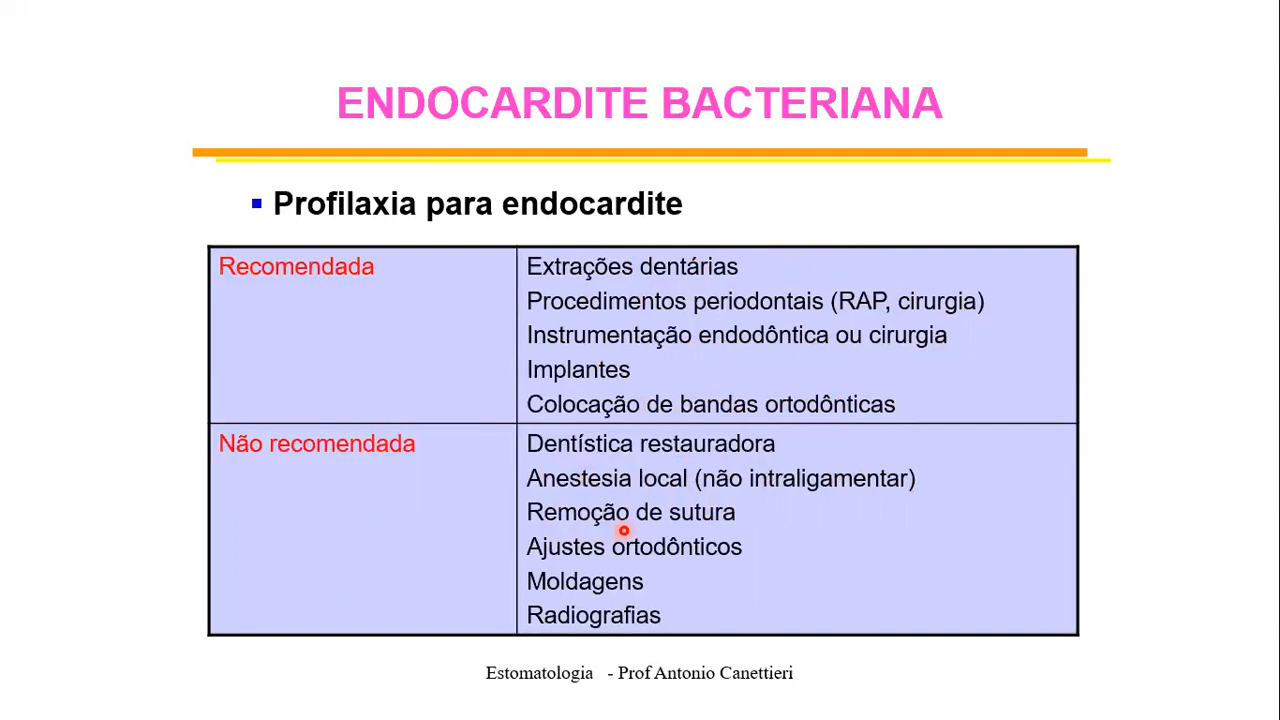 ENDOCARDITE BACTERIANA
Profilaxia para endocardite
Recomendada
Extrações dentárias
Procedimentos periodontais (RAP, cirurgia)
Instrumentação endodôntica ou cirurgia
Implantes
Colocação de bandas ortodônticas
Não recomendada
Dentística restauradora
Anestesia local (não intraligamentar)
Remoção de sutura
Ajustes ortodônticos
Moldagens
Radiografias
Estomatologia - Prof Antonio Canettieri